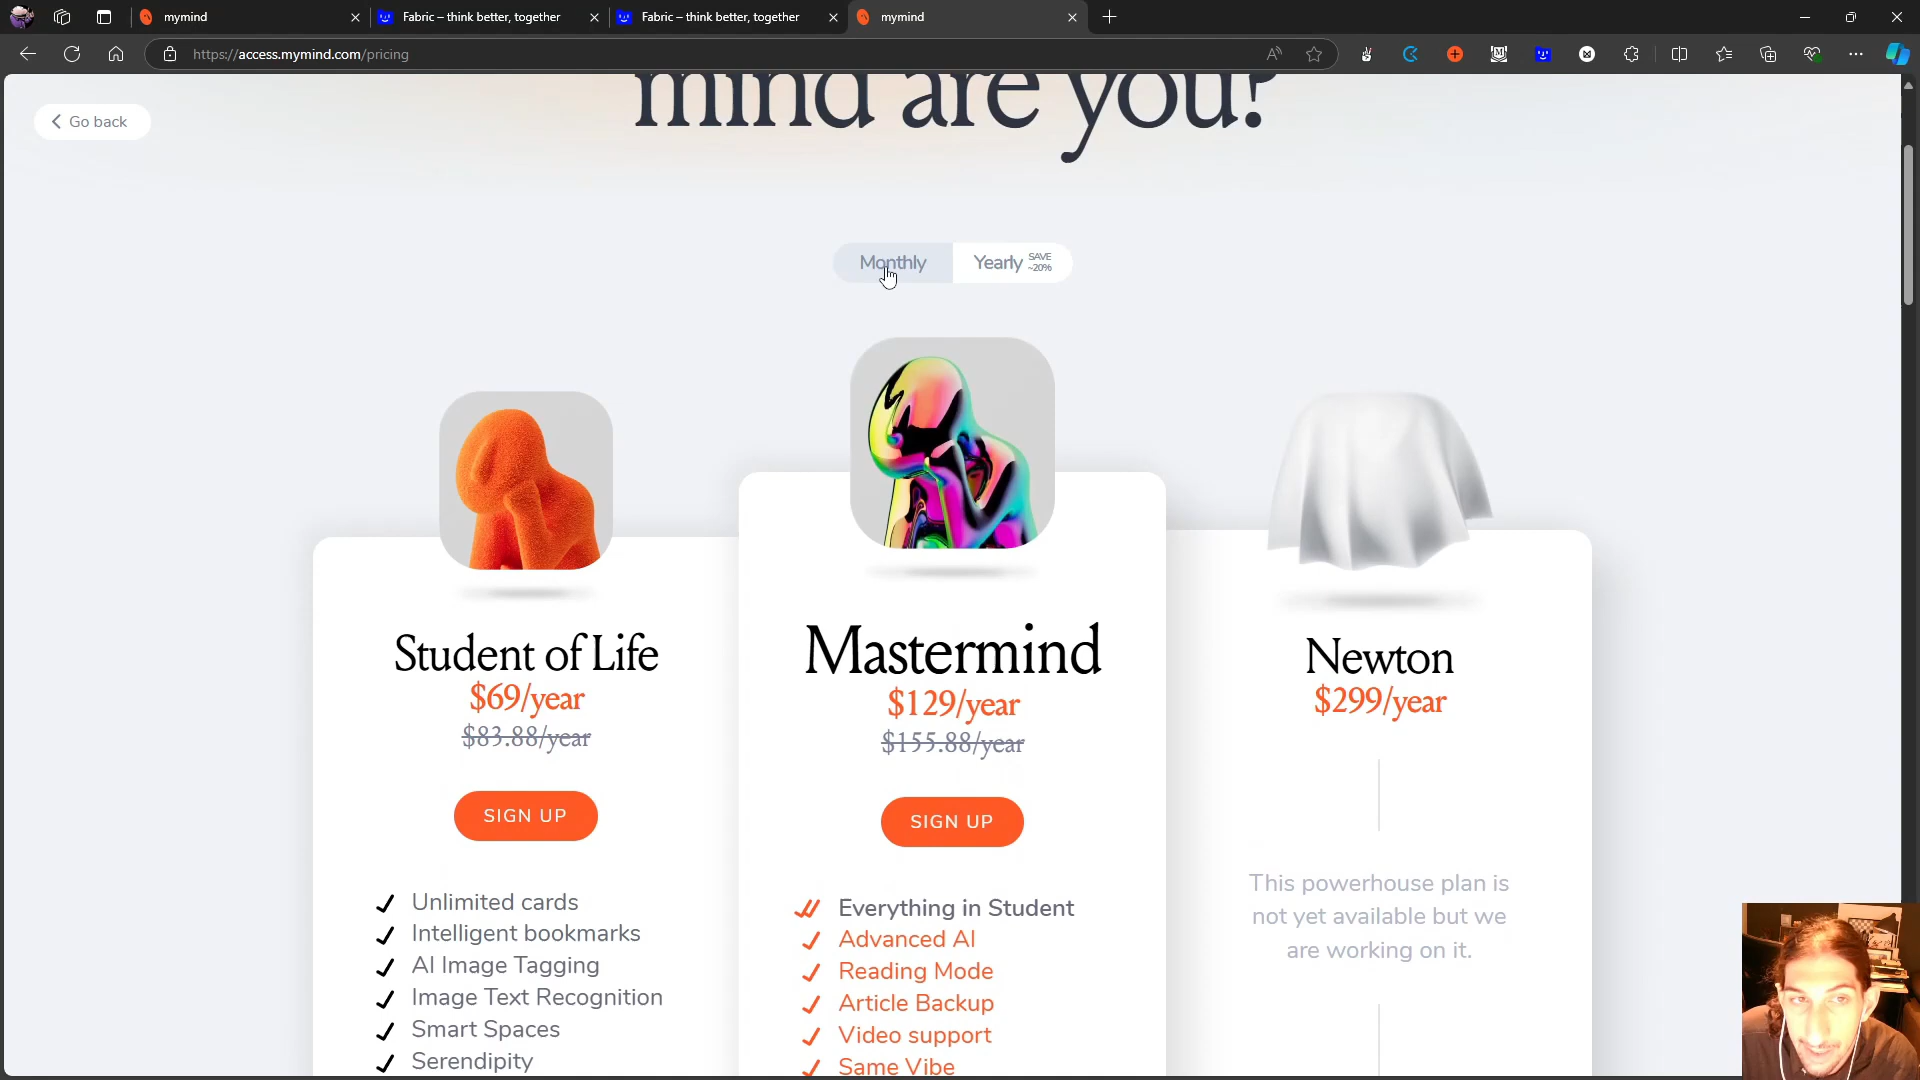 mymind
Fabric – think better, together
Fabric – think better, together
mymind
https://access.mymind.com/pricing
mind are you?
Go back
Monthly
Yearly SAVE ~20%
Student of Life
$69/year
$83.88/year
SIGN UP
Unlimited cards
Intelligent bookmarks
AI Image Tagging
Image Text Recognition
Smart Spaces
Serendipity
Mastermind
$129/year
$155.88/year
SIGN UP
Everything in Student
Advanced AI
Reading Mode
Article Backup
Video support
Same Vibe
Newton
$299/year
This powerhouse plan is
not yet available but we
are working on it.